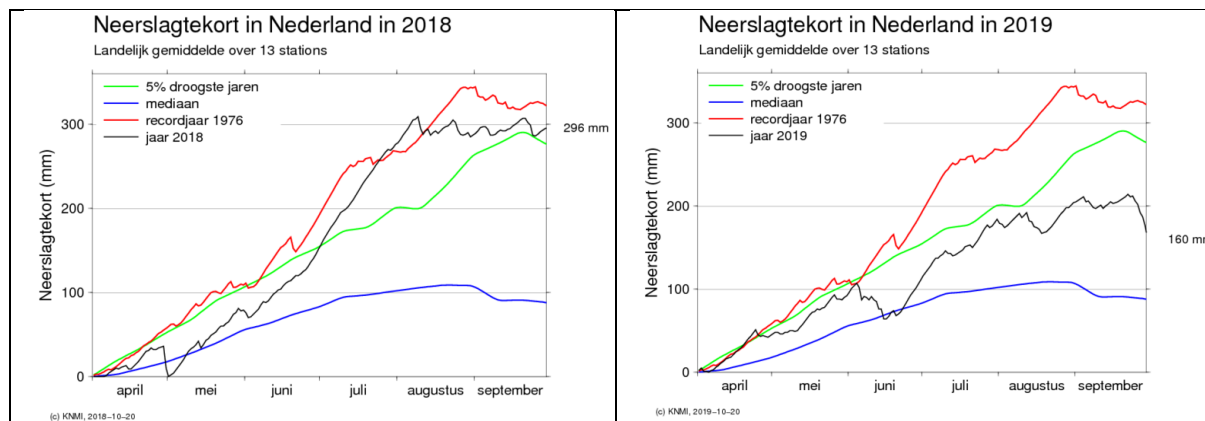 Neerslagtekort in Nederland in 2018
Landelijk gemiddelde over 13 stations
5% droogste jaren
mediaan
recordjaar 1976
jaar 2018
300
200
100
0
Neerslagtekort (mm)
296 mm
april mei juni juli augustus september
(c) KNMI, 2018-10-20
Neerslagtekort in Nederland in 2019
Landelijk gemiddelde over 13 stations
5% droogste jaren
mediaan
recordjaar 1976
jaar 2019
300
200
100
0
Neerslagtekort (mm)
160 m
april mei juni juli augustus september
(c) KNMI, 2019-10-20